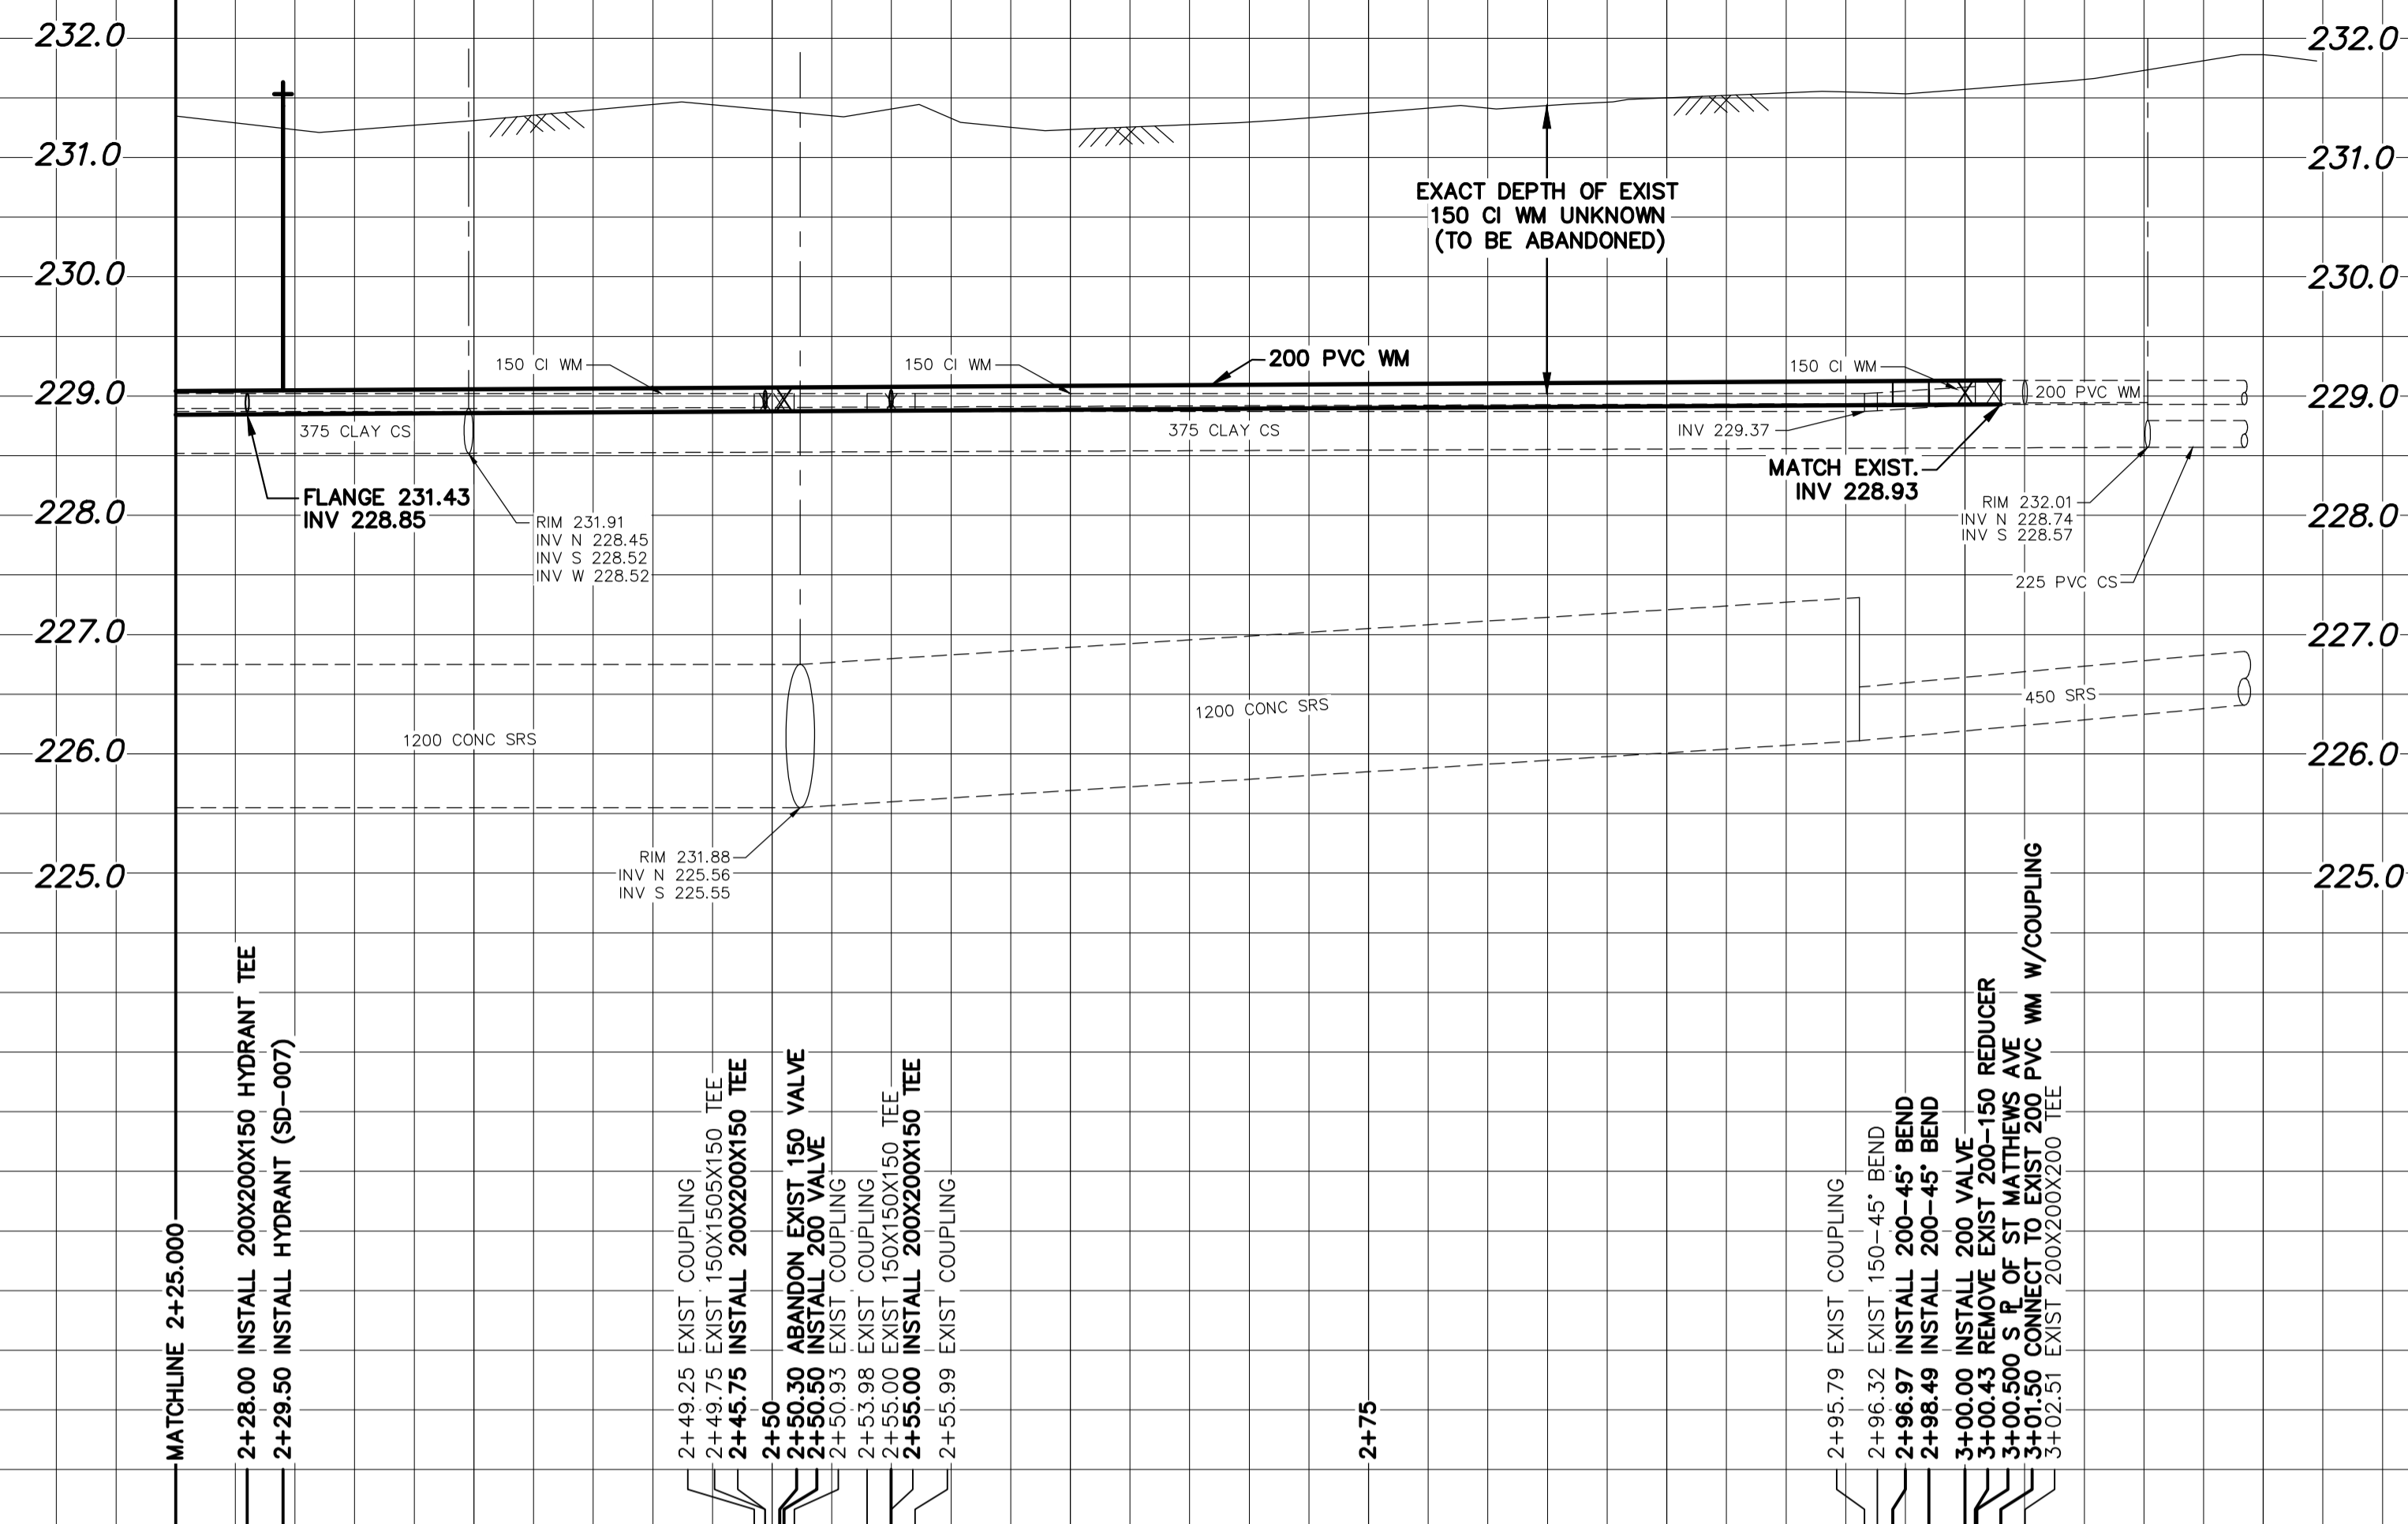 232.0
232.0
231.0
231.0
EXACT DEPTH OF EXIST
150 CI WM UNKNOWN
(TO BE ABANDONED)
230.0
230.0
150 CI WM
150 CI WM
200 PVC WM
150 CI WM
229.0
229.0
200 PVC WM
375 CLAY CS
375 CLAY CS
INV 229.37
MATCH EXIST.
INV 228.93
FLANGE 231.43
INV 228.85
228.0
228.0
RIM 231.91
INV N 228.45
INV S 228.52
INV W 228.52
RIM 232.01
INV N 228.74
INV S 228.57
225 PVC CS
227.0
227.0
1200 CONC SRS
1200 CONC SRS
450 SRS
226.0
226.0
RIM 231.88
INV N 225.56
INV S 225.55
225.0
225.0
MATCHLINE 2+25.000
2+28.00 INSTALL 200X200X150 HYDRANT TEE
2+29.50 INSTALL HYDRANT (SD-007)
2+49.25 EXIST COUPLING
2+49.75 EXIST 150X1505X150 TEE
2+45.75 INSTALL 200X200X150 TEE
2+50
2+50.30 ABANDON EXIST 150 VALVE
2+50.50 INSTALL 200 VALVE
2+50.93 EXIST COUPLING
2+53.98 EXIST COUPLING
2+55.00 EXIST 150X150X150 TEE
2+55.00 INSTALL 200X200X150 TEE
2+55.99 EXIST COUPLING
2+75
2+95.79 EXIST COUPLING
2+96.32 EXIST 150-45° BEND
2+96.97 INSTALL 200-45° BEND
2+98.49 INSTALL 200-45° BEND
3+00.00 INSTALL 200 VALVE
3+00.43 REMOVE EXIST 200-150 REDUCER
3+00.500 S PL OF ST MATTHEWS AVE
3+01.50 CONNECT TO EXIST 200 PVC WM W/COUPLING
3+02.51 EXIST 200X200X200 TEE